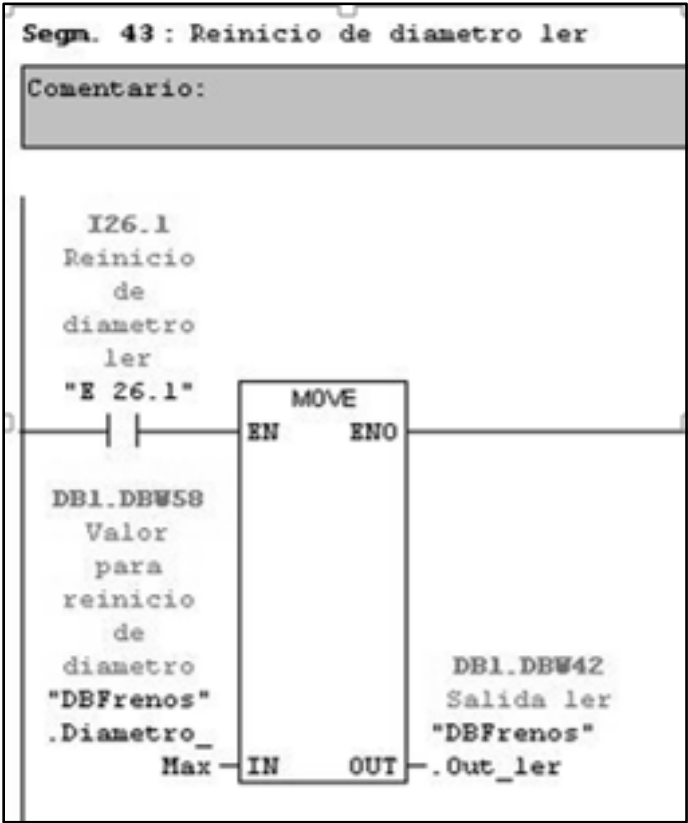 Segm. 43 : Reinicio de diametro 1er
Comentario:
I26.1
Reinicio
de
diametro
1er
"E 26.1"
MOVE
EN ENO
DB1.DBW58
Valor
para
reinicio
de
diametro
"DBFrenos"
.Diametro_
Max
IN
DB1.DBW42
Salida 1er
"DBFrenos"
OUT
.Out_1er